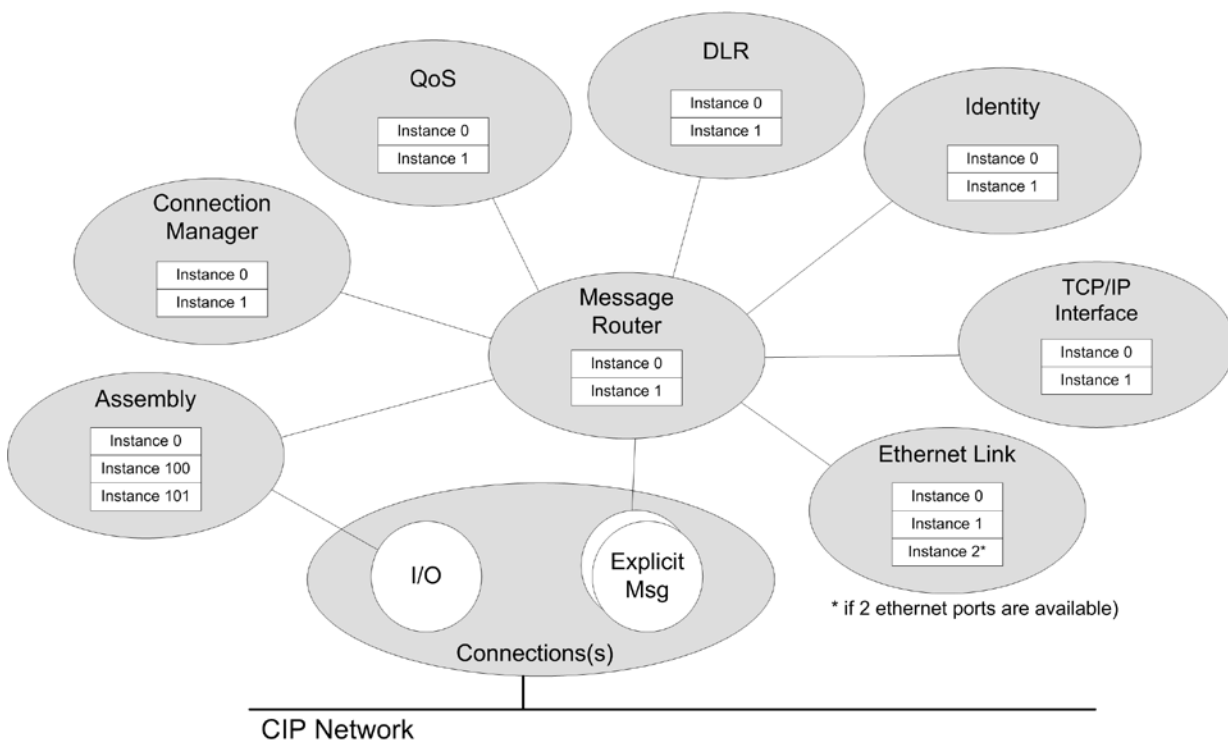 DLR
Instance 0
Instance 1
QoS
Instance 0
Instance 1
Identity
Instance 0
Instance 1
Connection
Manager
Instance 0
Instance 1
Message
Router
Instance 0
Instance 1
TCP/IP
Interface
Instance 0
Instance 1
Assembly
Instance 0
Instance 100
Instance 101
Ethernet Link
Instance 0
Instance 1
Instance 2*
* if 2 ethernet ports are available)
I/O
Explicit
Msg
Connections(s)
CIP Network